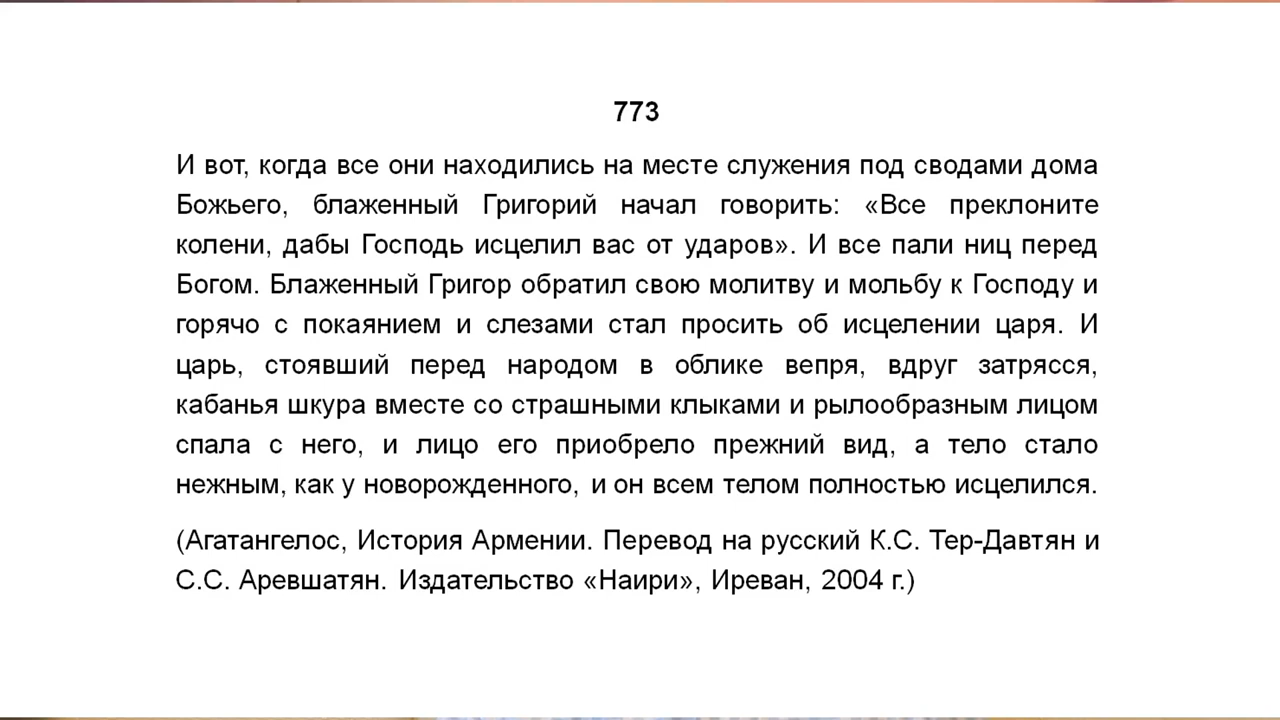 773
И вот, когда все они находились на месте служения под сводами дома
Божьего, блаженный Григорий начал говорить: «Все преклоните
колени, дабы Господь исцелил вас от ударов». И все пали ниц перед
Богом. Блаженный Григор обратил свою молитву и мольбу к Господу и
горячо с покаянием и слезами стал просить об исцелении царя. И
царь, стоявший перед народом в облике вепря, вдруг затрясся,
кабанья шкура вместе со страшными клыками и рылообразным лицом
спала с него, и лицо его приобрело прежний вид, а тело стало
нежным, как у новорожденного, и он всем телом полностью исцелился.
(Агатангелос, История Армении. Перевод на русский К.С. Тер-Давтян и
С.С. Аревшатян. Издательство «Наири», Иреван, 2004 г.)